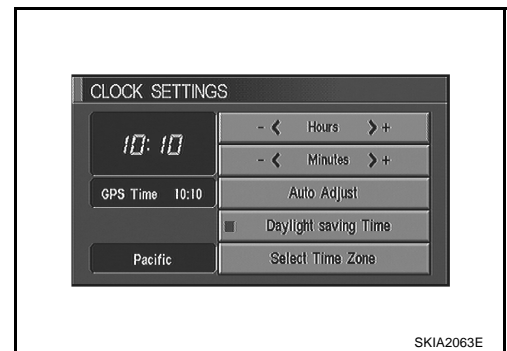 CLOCK SETTINGS
10:10
- < Hours > +
- < Minutes > +
GPS Time 10:10
Auto Adjust
Daylight saving Time
Pacific
Select Time Zone
SKIA2063E